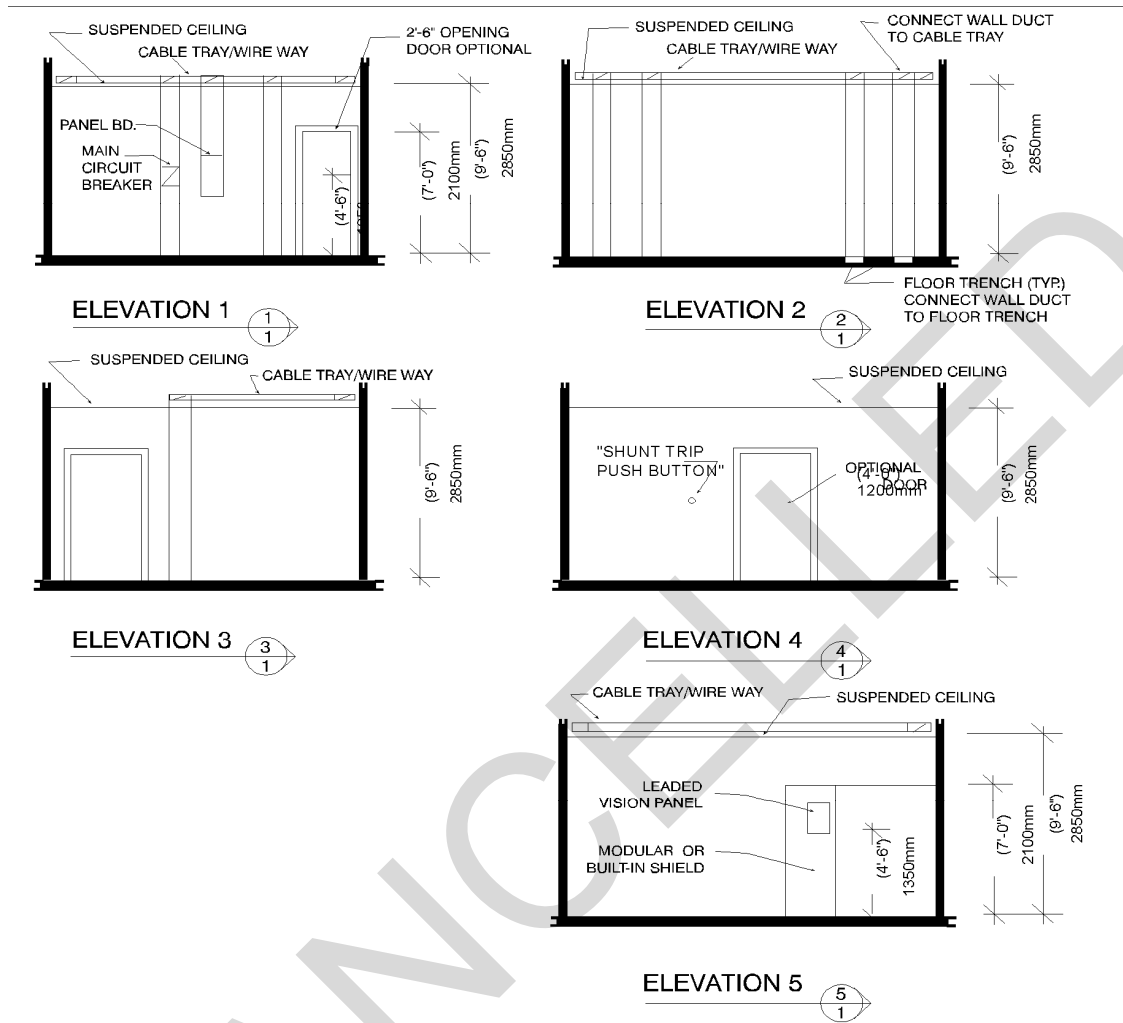 SUSPENDED CEILING
CABLE TRAY/WIRE WAY
2'-6" OPENING
DOOR OPTIONAL
PANEL BD.
MAIN
CIRCUIT
BREAKER
(4'-6")
(7'-0")
2100mm
(9'-6")
2850mm
ELEVATION 1
1
1
SUSPENDED CEILING
CABLE TRAY/WIRE WAY
CONNECT WALL DUCT
TO CABLE TRAY
(9'-6")
2850mm
FLOOR TRENCH (TYP.)
CONNECT WALL DUCT
TO FLOOR TRENCH
ELEVATION 2
2
1
SUSPENDED CEILING
CABLE TRAY/WIRE WAY
(9'-6")
2850mm
ELEVATION 3
3
1
SUSPENDED CEILING
"SHUNT TRIP
PUSH BUTTON"
OPTIONAL
DOOR
(4'-0")
1200mm
(9'-6")
2850mm
ELEVATION 4
4
1
CABLE TRAY/WIRE WAY
SUSPENDED CEILING
LEADED
VISION PANEL
MODULAR OR
BUILT-IN SHIELD
(4'-6")
1350mm
(7'-0")
2100mm
(9'-6")
2850mm
ELEVATION 5
5
1
NCELLED